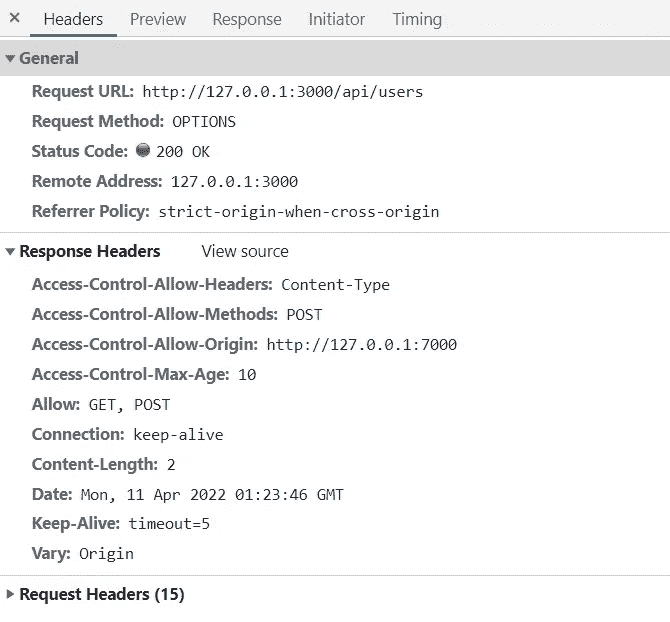 × Headers Preview Response Initiator Timing
General
Request URL: http://127.0.0.1:3000/api/users
Request Method: OPTIONS
Status Code: 200 OK
Remote Address: 127.0.0.1:3000
Referrer Policy: strict-origin-when-cross-origin
Response Headers View source
Access-Control-Allow-Headers: Content-Type
Access-Control-Allow-Methods: POST
Access-Control-Allow-Origin: http://127.0.0.1:7000
Access-Control-Max-Age: 10
Allow: GET, POST
Connection: keep-alive
Content-Length: 2
Date: Mon, 11 Apr 2022 01:23:46 GMT
Keep-Alive: timeout=5
Vary: Origin
Request Headers (15)